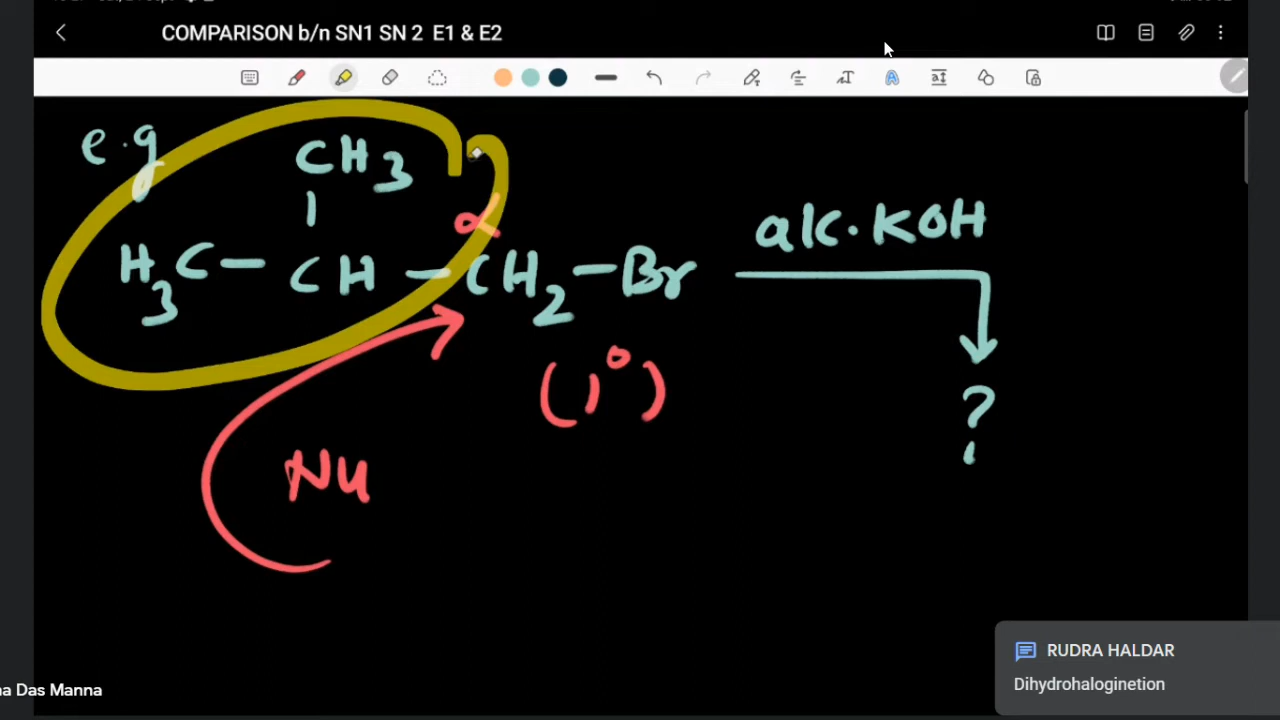 COMPARISON b/n SN1 SN 2 E1 & E2
e.g
CH3
|
α
H3C - CH - CH2 - Br
alc. KOH
(1°)
?
Nu
RUDRA HALDAR
Dihydrohaloginetion
a Das Manna